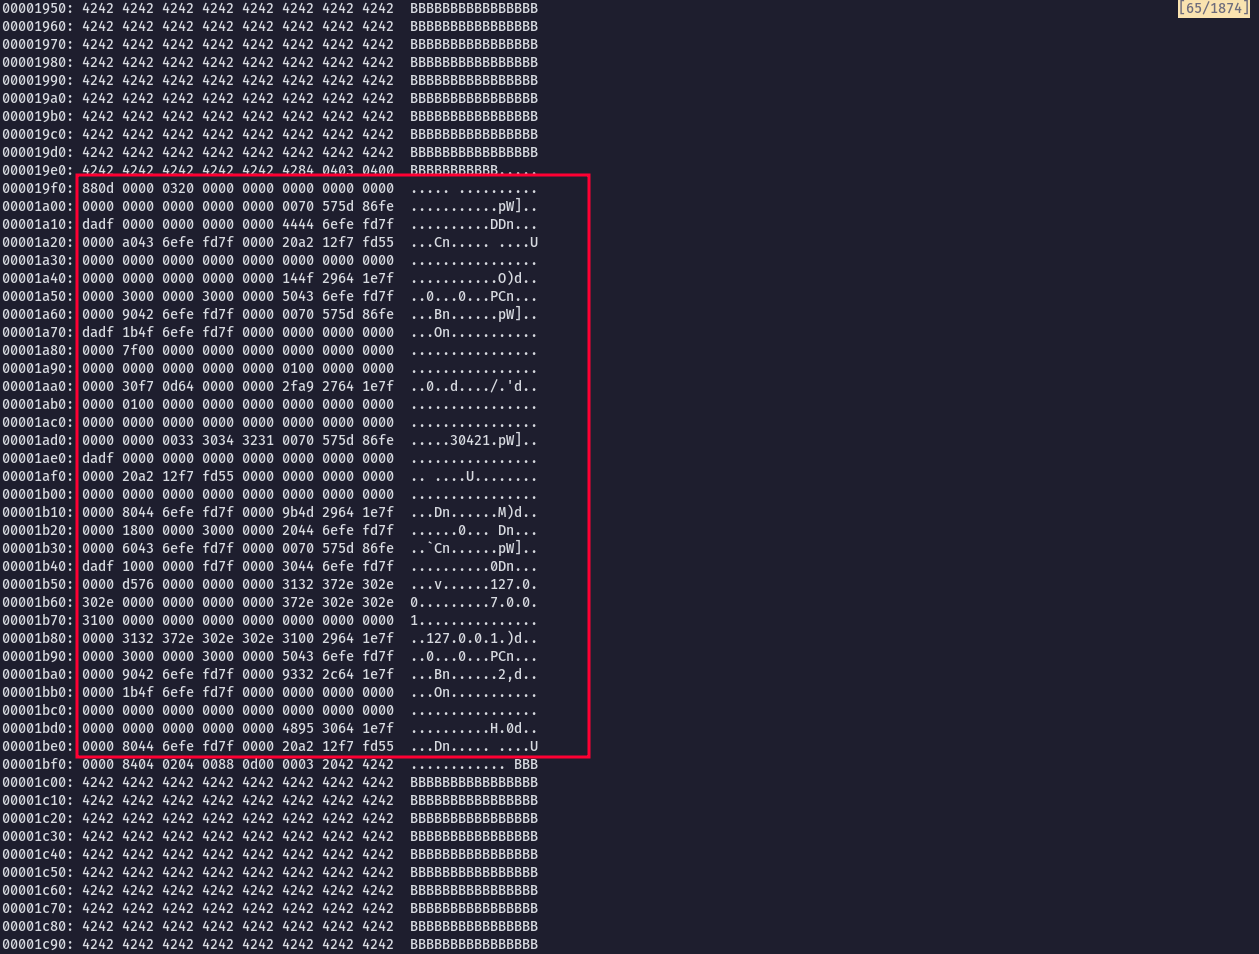 00001950: 4242 4242 4242 4242 4242 4242 4242 4242  BBBBBBBBBBBBBBBB [65/1874]
00001960: 4242 4242 4242 4242 4242 4242 4242 4242  BBBBBBBBBBBBBBBB
00001970: 4242 4242 4242 4242 4242 4242 4242 4242  BBBBBBBBBBBBBBBB
00001980: 4242 4242 4242 4242 4242 4242 4242 4242  BBBBBBBBBBBBBBBB
00001990: 4242 4242 4242 4242 4242 4242 4242 4242  BBBBBBBBBBBBBBBB
000019a0: 4242 4242 4242 4242 4242 4242 4242 4242  BBBBBBBBBBBBBBBB
000019b0: 4242 4242 4242 4242 4242 4242 4242 4242  BBBBBBBBBBBBBBBB
000019c0: 4242 4242 4242 4242 4242 4242 4242 4242  BBBBBBBBBBBBBBBB
000019d0: 4242 4242 4242 4242 4242 4242 4242 4242  BBBBBBBBBBBBBBBB
000019e0: 4242 4242 4242 4242 4242 4284 0403 0400  BBBBBBBBBBB.....
000019f0: 880d 0000 0320 0000 0000 0000 0000 0000  ..... ..........
00001a00: 0000 0000 0000 0000 0000 0070 575d 86fe  ...........pW]..
00001a10: dadf 0000 0000 0000 0000 4444 6efe fd7f  ..........DDn...
00001a20: 0000 a043 6efe fd7f 0000 20a2 12f7 fd55  ...Cn..... ....U
00001a30: 0000 0000 0000 0000 0000 0000 0000 0000  ................
00001a40: 0000 0000 0000 0000 0000 144f 2964 1e7f  ...........O)d..
00001a50: 0000 3000 0000 3000 0000 5043 6efe fd7f  ..0...0...PCn...
00001a60: 0000 9042 6efe fd7f 0000 0070 575d 86fe  ...Bn......pW]..
00001a70: dadf 1b4f 6efe fd7f 0000 0000 0000 0000  ...On...........
00001a80: 0000 7f00 0000 0000 0000 0000 0000 0000  ................
00001a90: 0000 0000 0000 0000 0000 0100 0000 0000  ................
00001aa0: 0000 30f7 0d64 0000 0000 2fa9 2764 1e7f  ..0..d..../.'d..
00001ab0: 0000 0100 0000 0000 0000 0000 0000 0000  ................
00001ac0: 0000 0000 0000 0000 0000 0000 0000 0000  ................
00001ad0: 0000 0000 0033 3034 3231 0070 575d 86fe  .....30421.pW]..
00001ae0: dadf 0000 0000 0000 0000 0000 0000 0000  ................
00001af0: 0000 20a2 12f7 fd55 0000 0000 0000 0000  .. ....U........
00001b00: 0000 0000 0000 0000 0000 0000 0000 0000  ................
00001b10: 0000 8044 6efe fd7f 0000 9b4d 2964 1e7f  ...Dn......M)d..
00001b20: 0000 1800 0000 3000 0000 2044 6efe fd7f  ......0... Dn...
00001b30: 0000 6043 6efe fd7f 0000 0070 575d 86fe  ..`Cn......pW]..
00001b40: dadf 1000 0000 fd7f 0000 3044 6efe fd7f  ..........0Dn...
00001b50: 0000 d576 0000 0000 0000 3132 372e 302e  ...v......127.0.
00001b60: 302e 0000 0000 0000 0000 372e 302e 302e  0.........7.0.0.
00001b70: 3100 0000 0000 0000 0000 0000 0000 0000  1...............
00001b80: 0000 3132 372e 302e 302e 3100 2964 1e7f  ..127.0.0.1.)d..
00001b90: 0000 3000 0000 3000 0000 5043 6efe fd7f  ..0...0...PCn...
00001ba0: 0000 9042 6efe fd7f 0000 9332 2c64 1e7f  ...Bn......2,d..
00001bb0: 0000 1b4f 6efe fd7f 0000 0000 0000 0000  ...On...........
00001bc0: 0000 0000 0000 0000 0000 0000 0000 0000  ................
00001bd0: 0000 0000 0000 0000 0000 4895 3064 1e7f  ..........H.0d..
00001be0: 0000 8044 6efe fd7f 0000 20a2 12f7 fd55  ...Dn..... ....U
00001bf0: 0000 8404 0204 0088 0d00 0003 2042 4242  ............ BBB
00001c00: 4242 4242 4242 4242 4242 4242 4242 4242  BBBBBBBBBBBBBBBB
00001c10: 4242 4242 4242 4242 4242 4242 4242 4242  BBBBBBBBBBBBBBBB
00001c20: 4242 4242 4242 4242 4242 4242 4242 4242  BBBBBBBBBBBBBBBB
00001c30: 4242 4242 4242 4242 4242 4242 4242 4242  BBBBBBBBBBBBBBBB
00001c40: 4242 4242 4242 4242 4242 4242 4242 4242  BBBBBBBBBBBBBBBB
00001c50: 4242 4242 4242 4242 4242 4242 4242 4242  BBBBBBBBBBBBBBBB
00001c60: 4242 4242 4242 4242 4242 4242 4242 4242  BBBBBBBBBBBBBBBB
00001c70: 4242 4242 4242 4242 4242 4242 4242 4242  BBBBBBBBBBBBBBBB
00001c80: 4242 4242 4242 4242 4242 4242 4242 4242  BBBBBBBBBBBBBBBB
00001c90: 4242 4242 4242 4242 4242 4242 4242 4242  BBBBBBBBBBBBBBBB